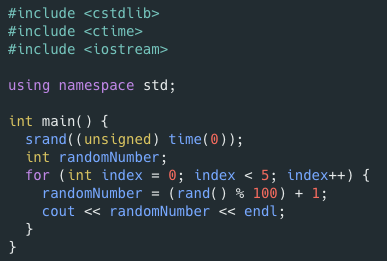 #include <cstdlib>
#include <ctime>
#include <iostream>

using namespace std;

int main() {
  srand((unsigned) time(0));
  int randomNumber;
  for (int index = 0; index < 5; index++) {
    randomNumber = (rand() % 100) + 1;
    cout << randomNumber << endl;
  }
}